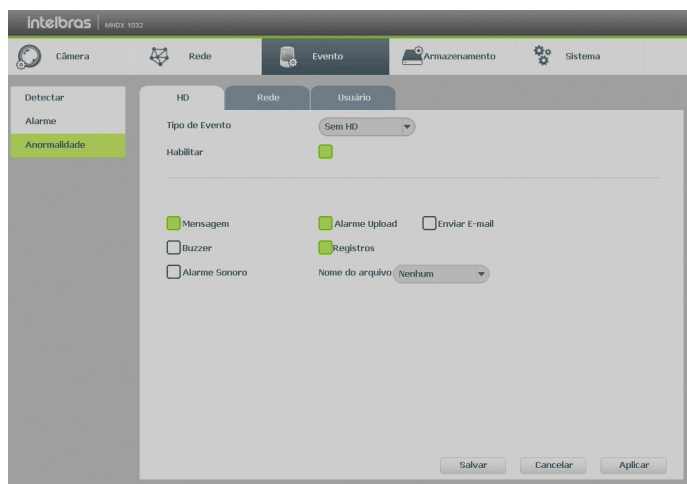 intelbras | MHDX 1032
Câmera Rede Evento Armazenamento Sistema
Detectar
Alarme
Anormalidade
HD Rede Usuário
Tipo de Evento Sem HD
Habilitar
Mensagem Alarme Upload Enviar E-mail
Buzzer Registros
Alarme Sonoro Nome do arquivo Nenhum
Salvar Cancelar Aplicar